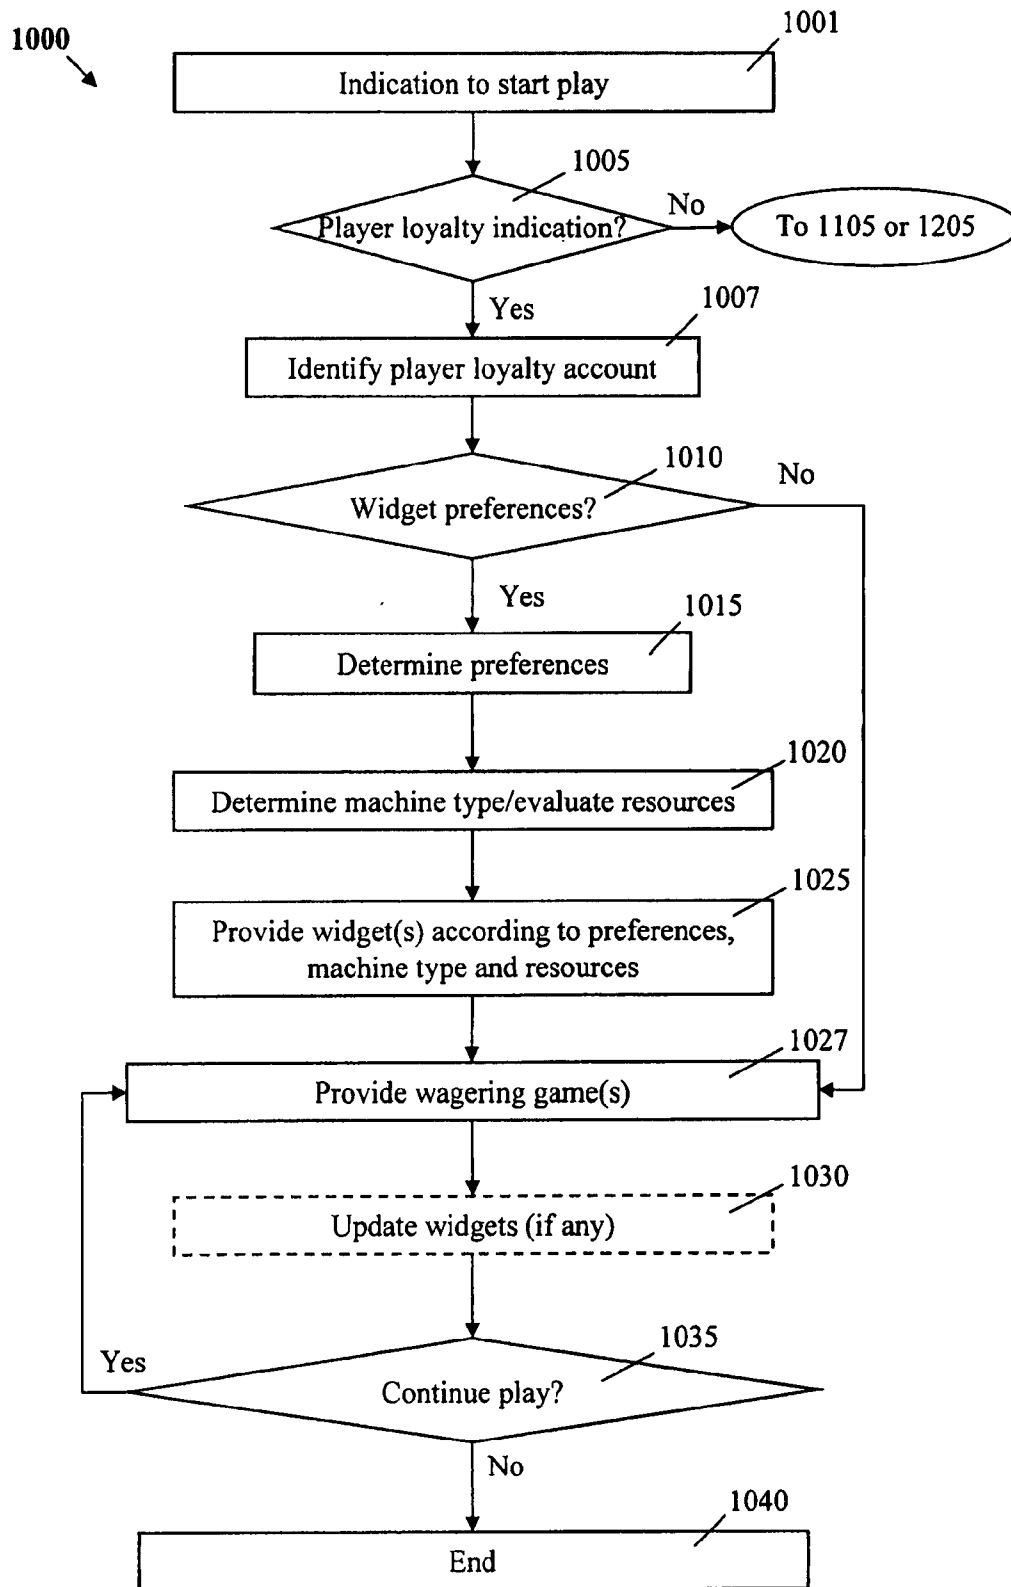 1000
1001
Indication to start play
1005
Player loyalty indication?
No
To 1105 or 1205
Yes
1007
Identify player loyalty account
1010
No
Widget preferences?
Yes
1015
Determine preferences
1020
Determine machine type/evaluate resources
1025
Provide widget(s) according to preferences,
machine type and resources
1027
Provide wagering game(s)
1030
Update widgets (if any)
1035
Yes
Continue play?
No
1040
End